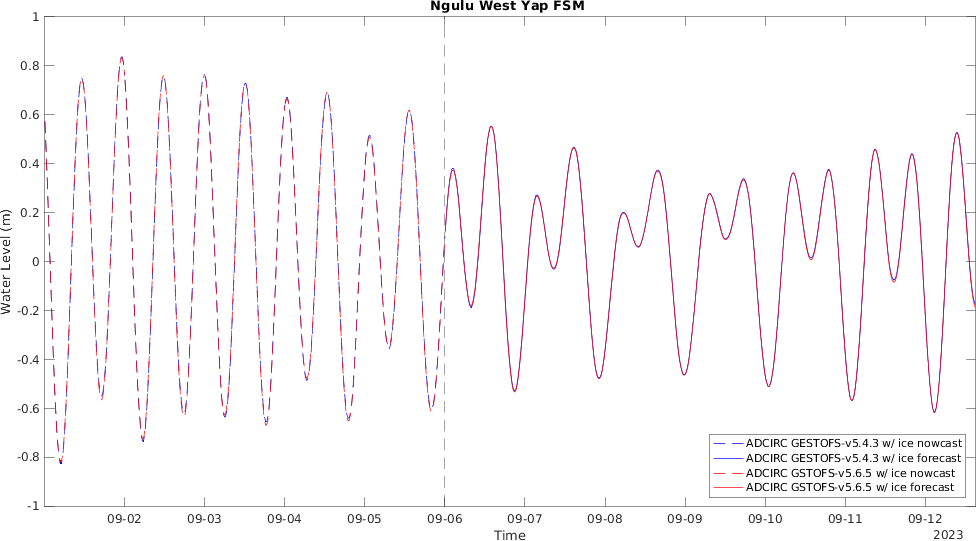 Ngulu West Yap FSM
1
0.8
0.6
0.4
0.2
0
-0.2
-0.4
-0.6
-0.8
-1
Water Level (m)
ADCIRC GESTOFS-v5.4.3 w/ ice nowcast
ADCIRC GESTOFS-v5.4.3 w/ ice forecast
ADCIRC GSTOFS-v5.6.5 w/ ice nowcast
ADCIRC GSTOFS-v5.6.5 w/ ice forecast
09-02 09-03 09-04 09-05 09-06 09-07 09-08 09-09 09-10 09-11 09-12
Time
2023